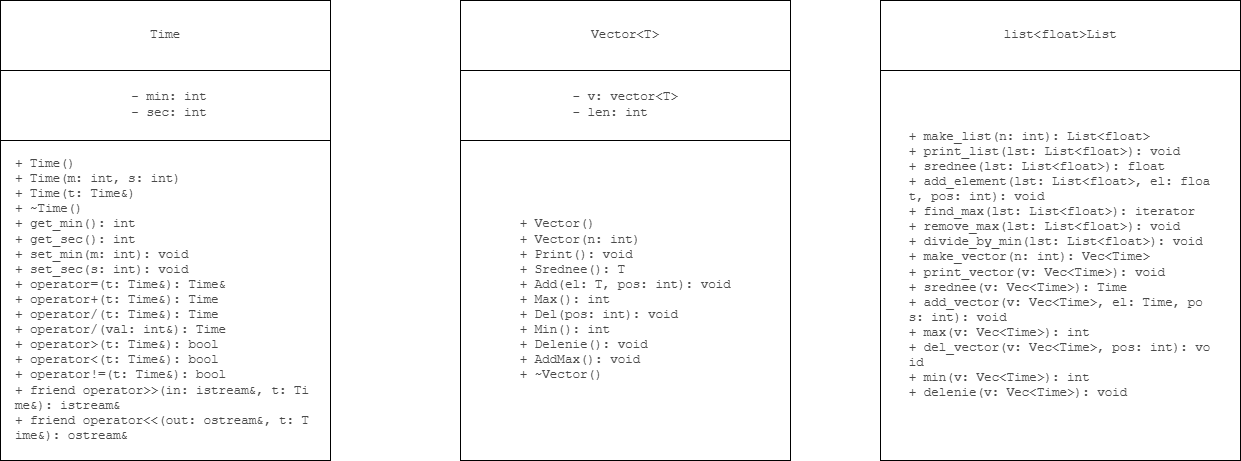 Time
- min: int
- sec: int
+ Time()
+ Time(m: int, s: int)
+ Time(t: Time&)
+ ~Time()
+ get_min(): int
+ get_sec(): int
+ set_min(m: int): void
+ set_sec(s: int): void
+ operator=(t: Time&): Time&
+ operator+(t: Time&): Time
+ operator/(t: Time&): Time
+ operator/(val: int&): Time
+ operator>(t: Time&): bool
+ operator<(t: Time&): bool
+ operator!=(t: Time&): bool
+ friend operator>>(in: istream&, t: Ti
me&): istream&
+ friend operator<<(out: ostream&, t: T
ime&): ostream&
Vector<T>
- v: vector<T>
- len: int
+ Vector()
+ Vector(n: int)
+ Print(): void
+ Srednee(): T
+ Add(el: T, pos: int): void
+ Max(): int
+ Del(pos: int): void
+ Min(): int
+ Delenie(): void
+ AddMax(): void
+ ~Vector()
list<float>List
+ make_list(n: int): List<float>
+ print_list(lst: List<float>): void
+ srednee(lst: List<float>): float
+ add_element(lst: List<float>, el: floa
t, pos: int): void
+ find_max(lst: List<float>): iterator
+ remove_max(lst: List<float>): void
+ divide_by_min(lst: List<float>): void
+ make_vector(n: int): Vec<Time>
+ print_vector(v: Vec<Time>): void
+ srednee(v: Vec<Time>): Time
+ add_vector(v: Vec<Time>, el: Time, po
s: int): void
+ max(v: Vec<Time>): int
+ del_vector(v: Vec<Time>, pos: int): vo
id
+ min(v: Vec<Time>): int
+ delenie(v: Vec<Time>): void